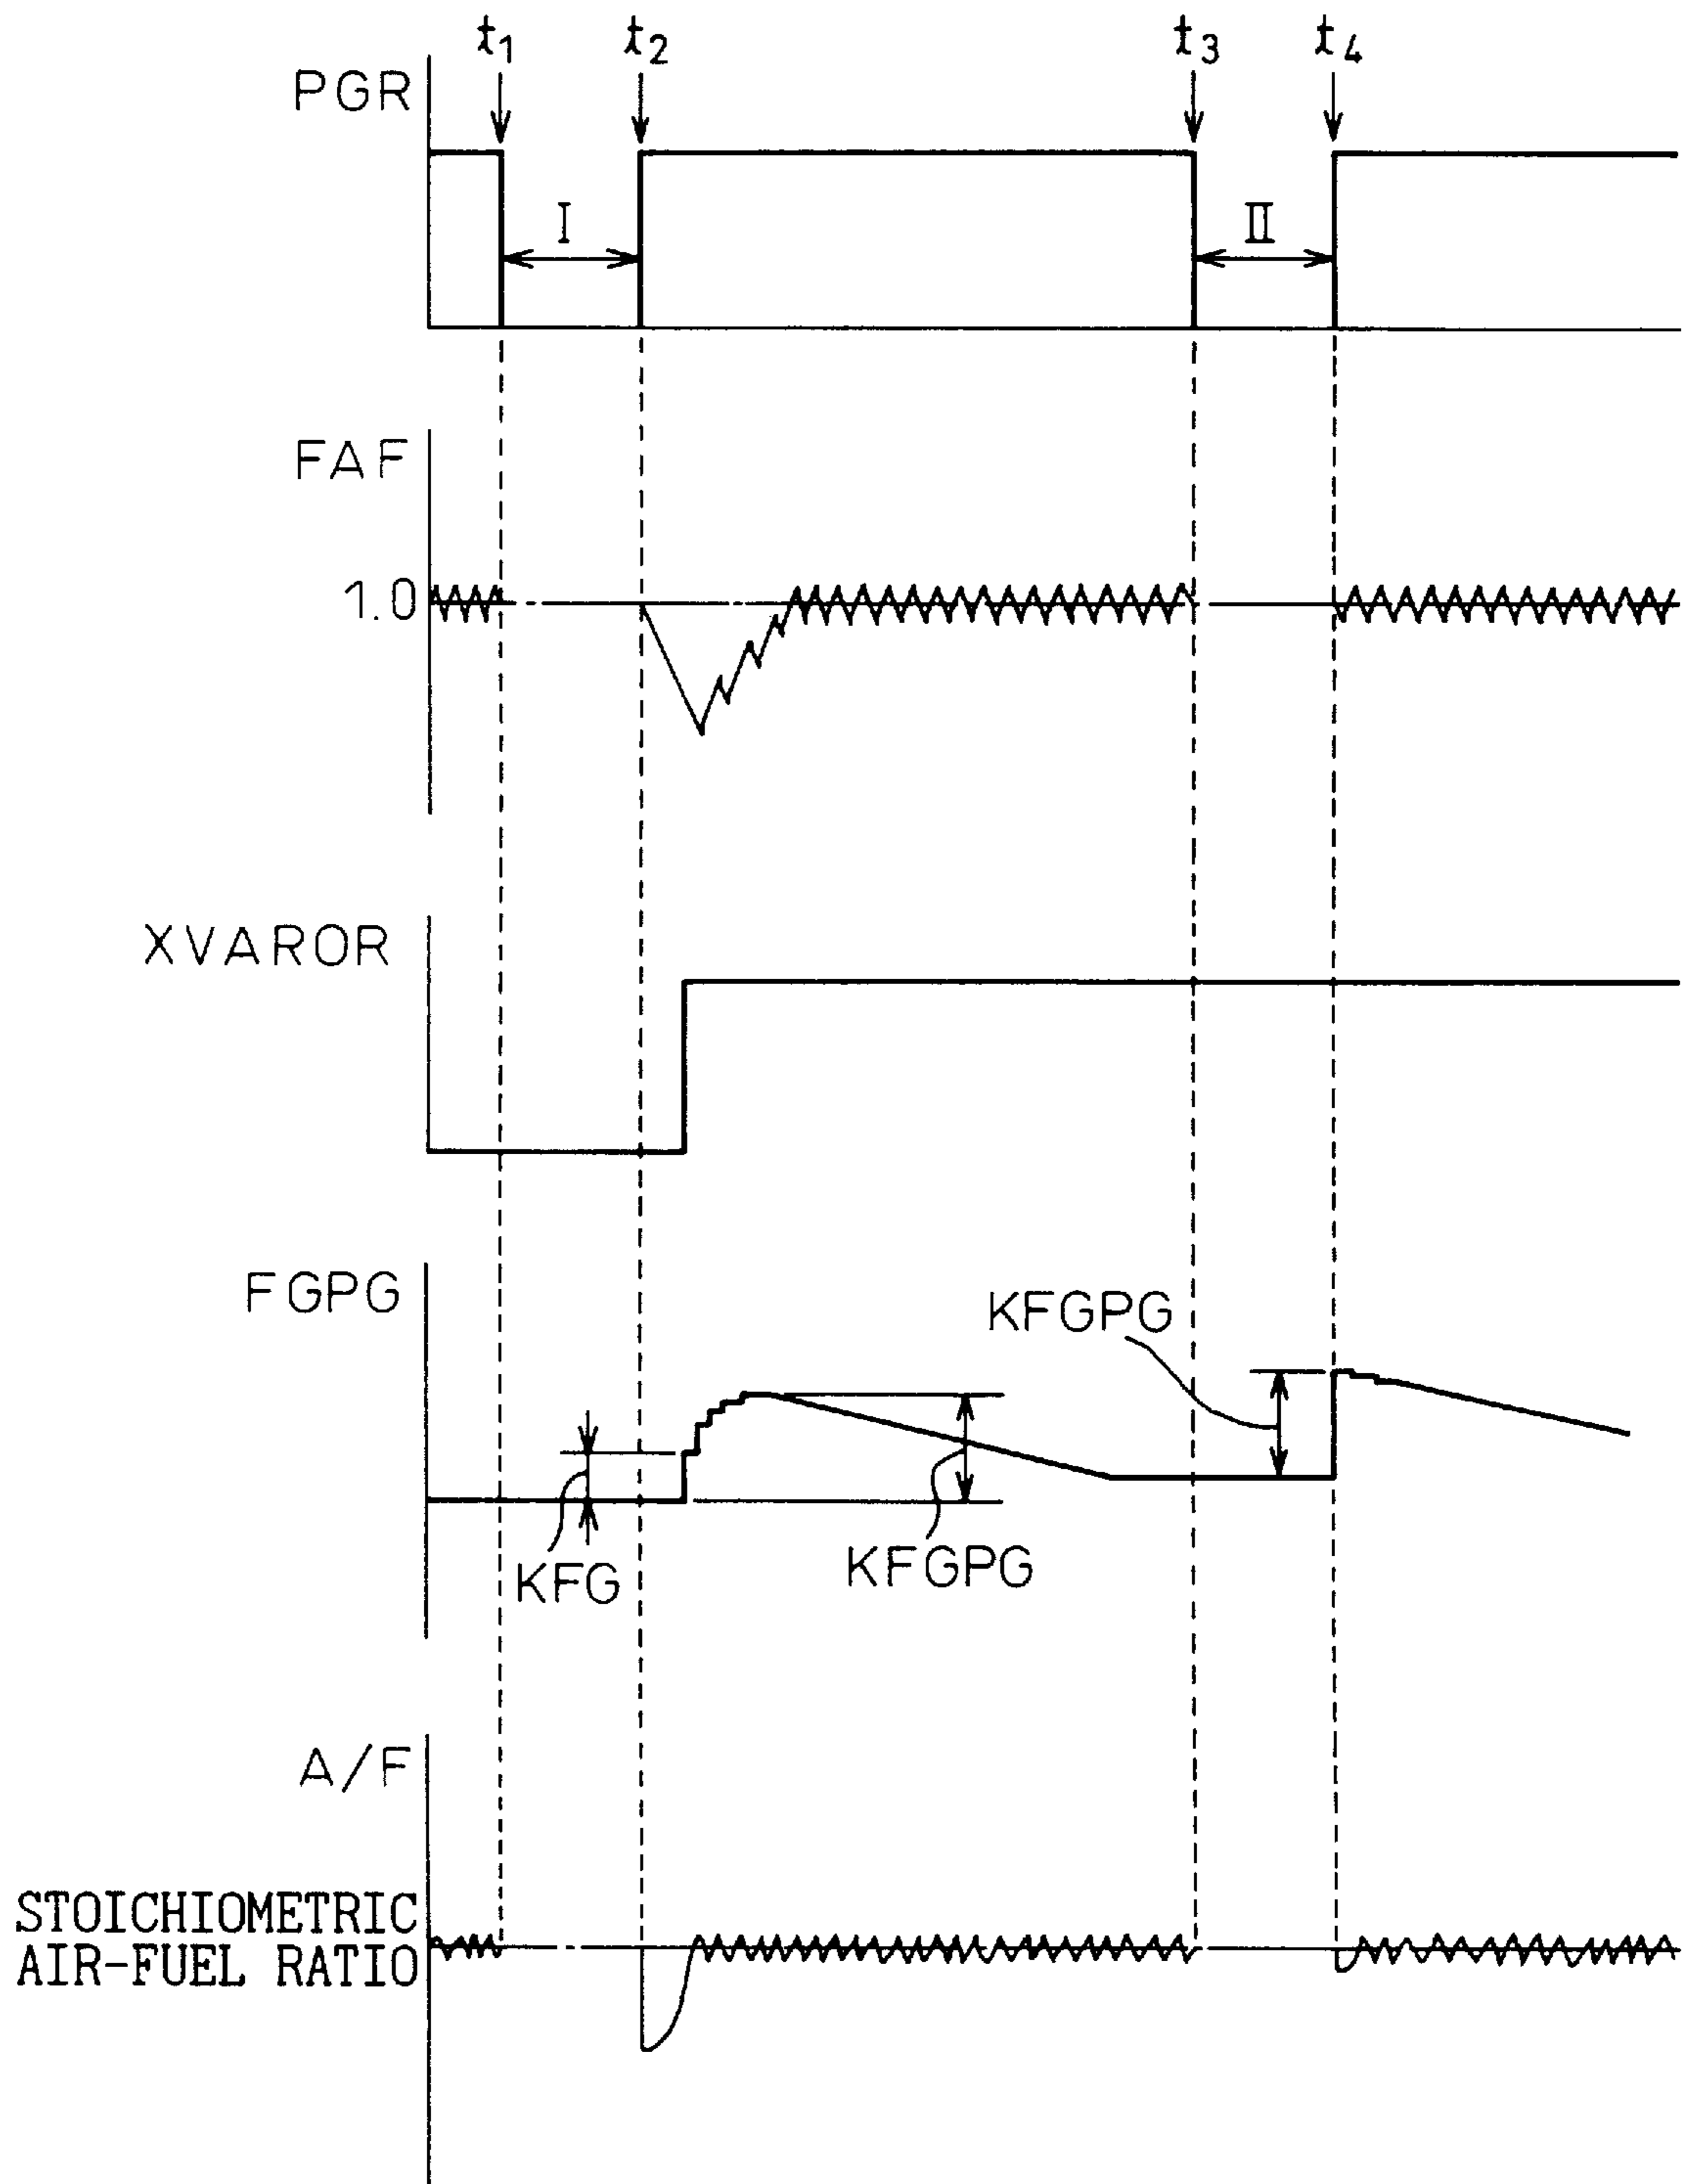 t1 t2 t3 t4
PGR
I II
FAF
1.0
XVAROR
FGPG
KFGPG
KFG
KFGPG
A/F
STOICHIOMETRIC
AIR-FUEL RATIO